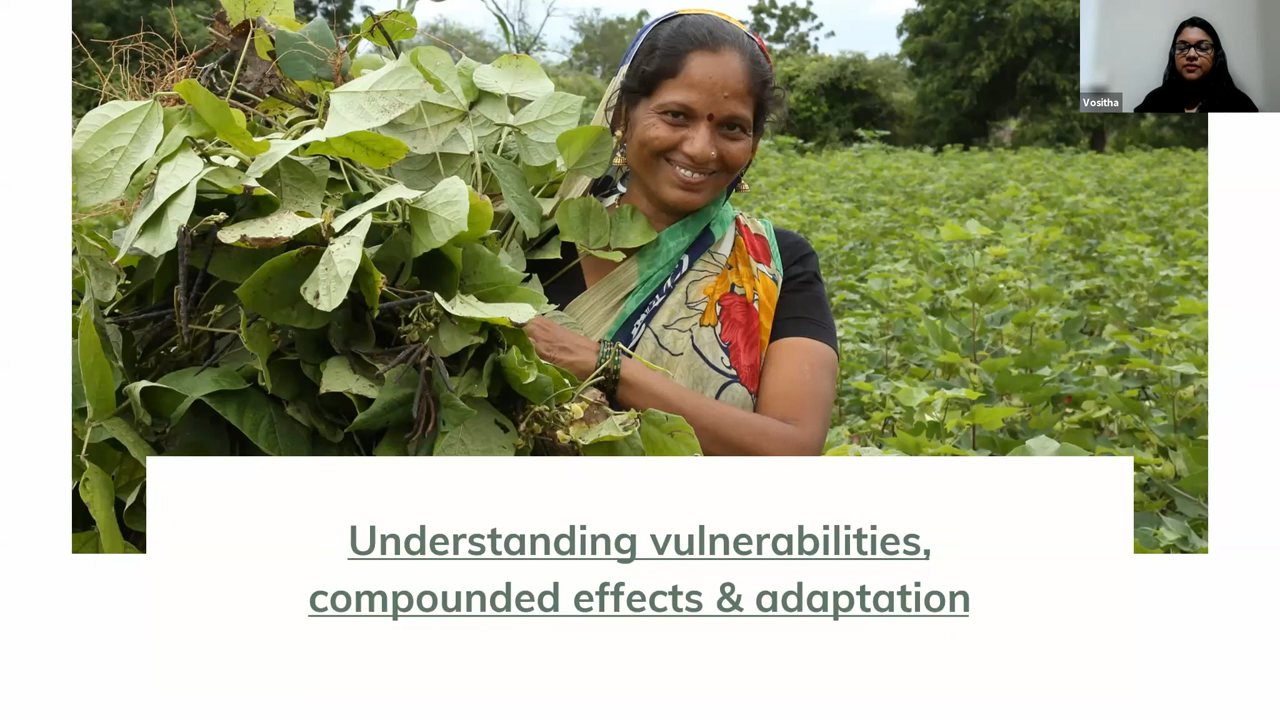 Vositha
Understanding vulnerabilities,
compounded effects & adaptation